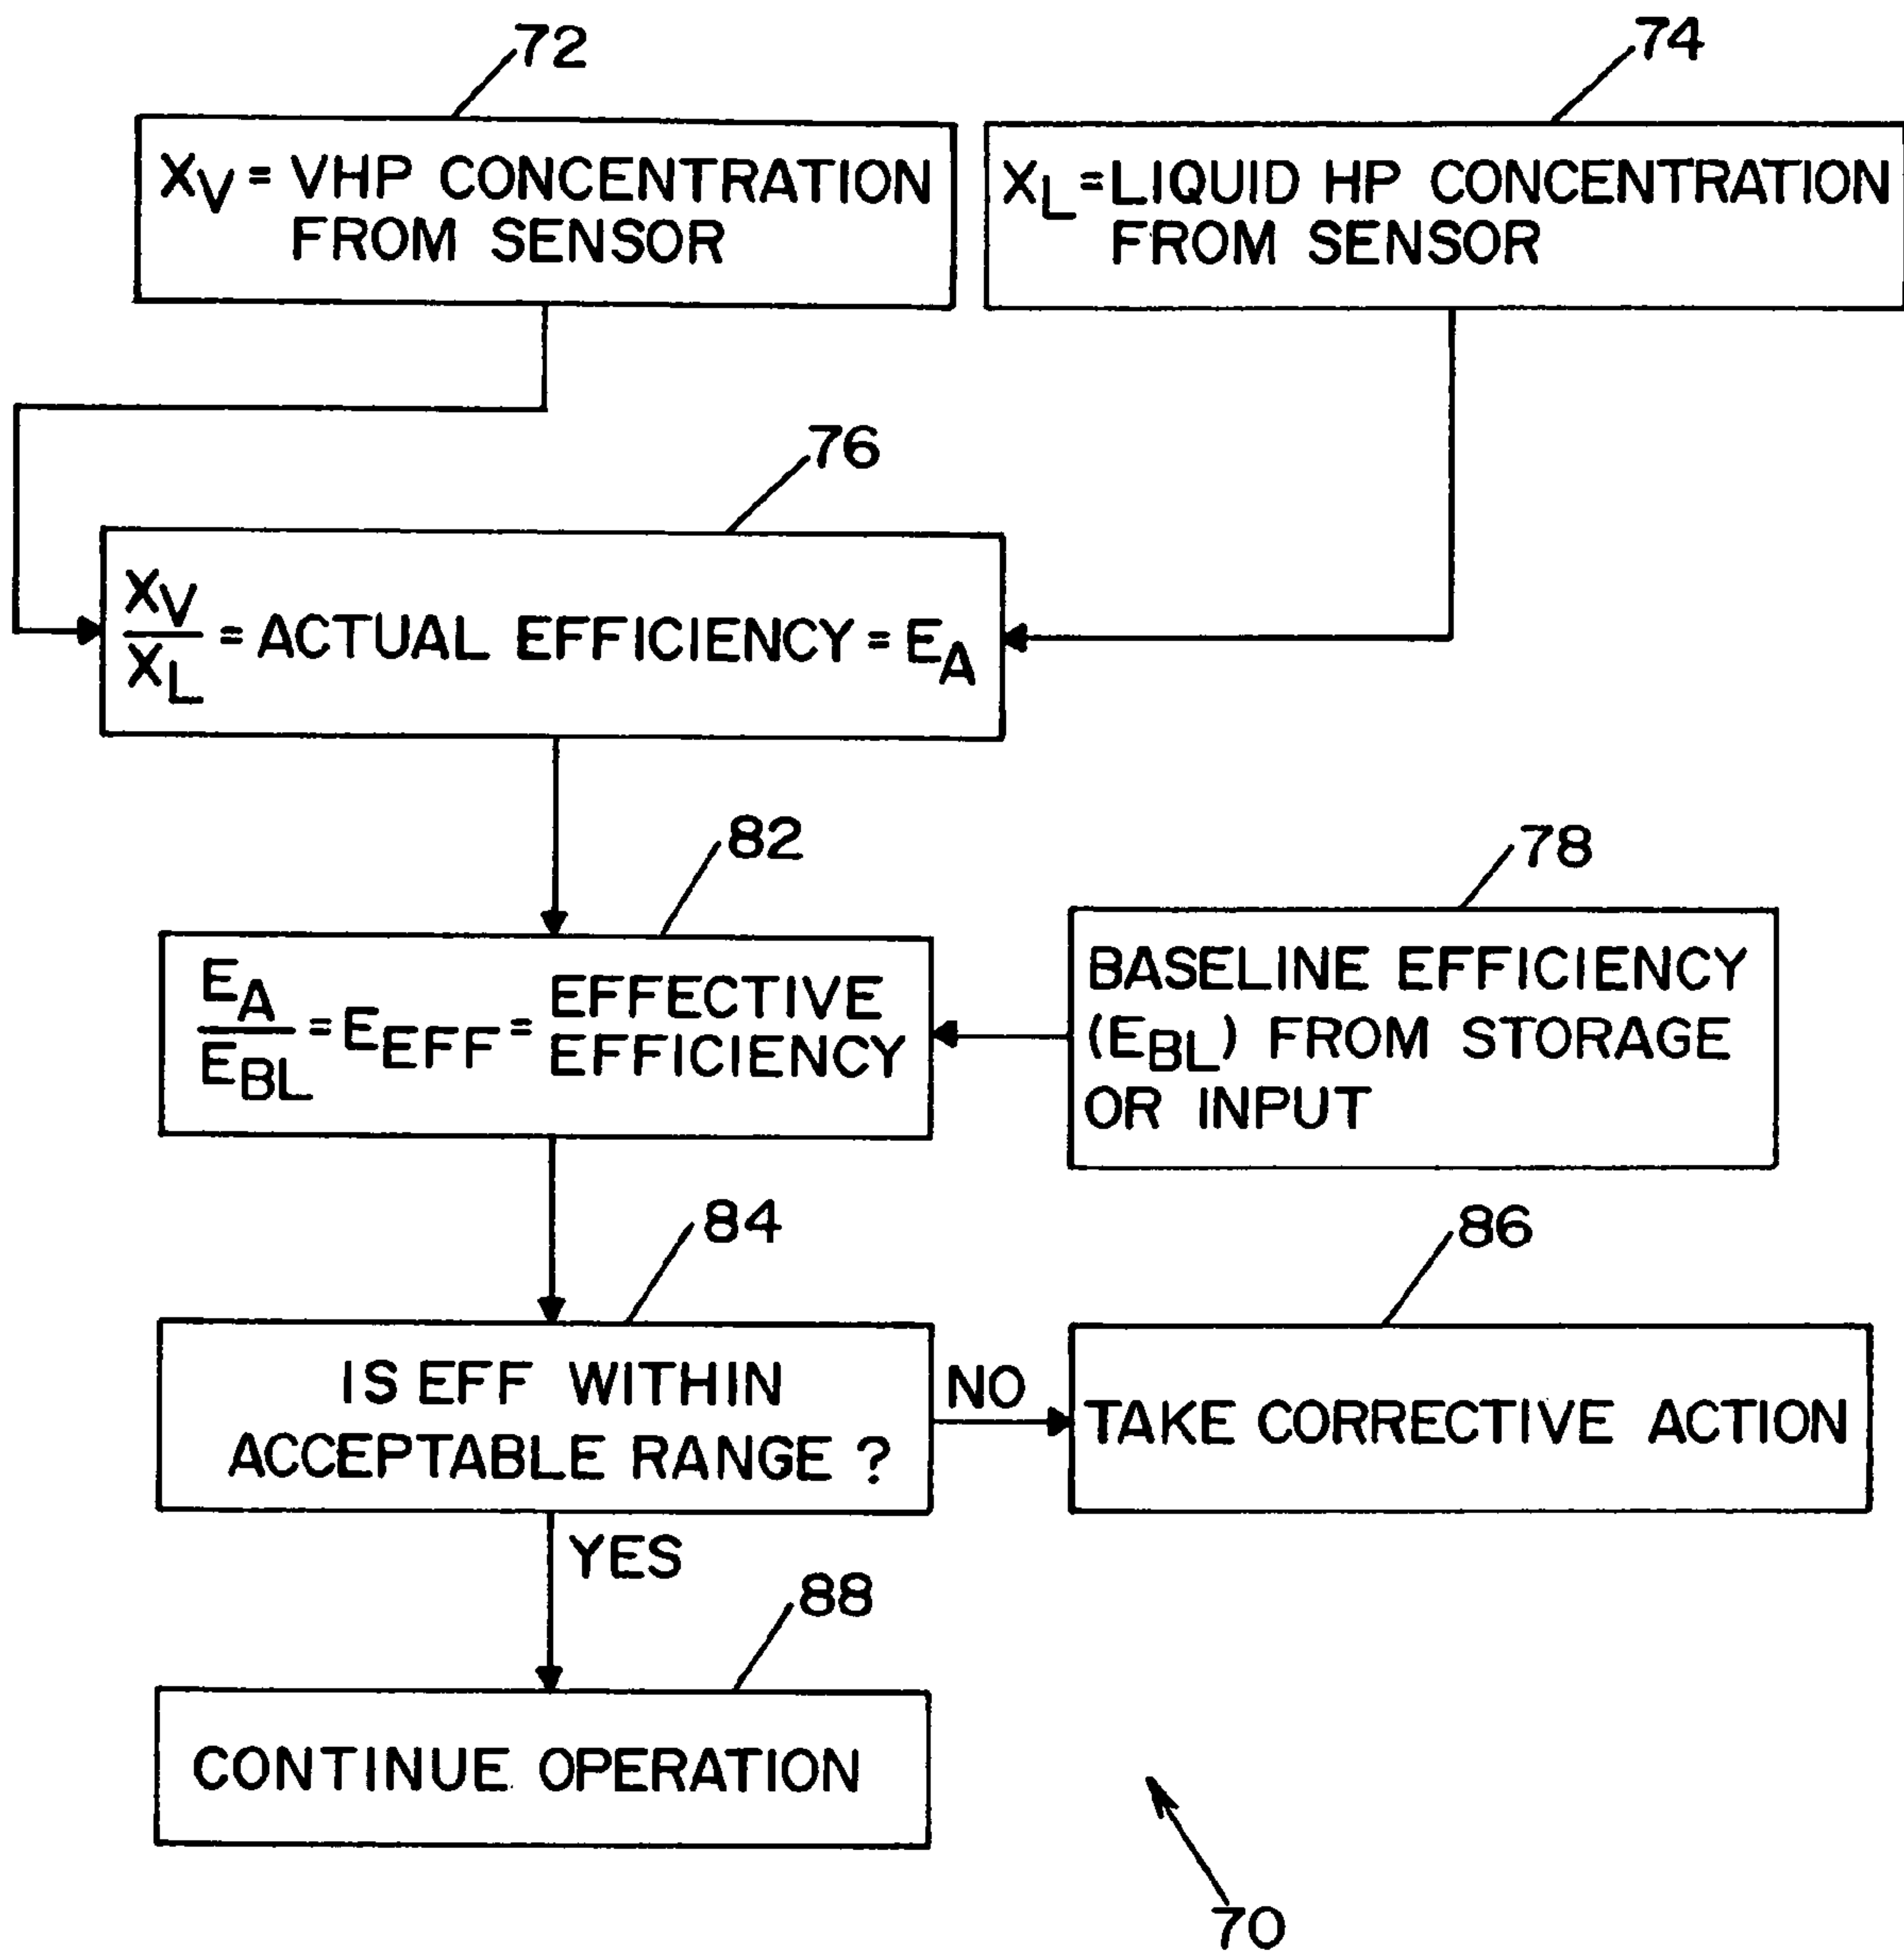 72
74
XV = VHP CONCENTRATION
FROM SENSOR
XL = LIQUID HP CONCENTRATION
FROM SENSOR
76
XV
XL
= ACTUAL EFFICIENCY = EA
82
78
EA
EBL
= EEFF =
EFFECTIVE
EFFICIENCY
BASELINE EFFICIENCY
(EBL) FROM STORAGE
OR INPUT
84
86
IS EFF WITHIN
ACCEPTABLE RANGE ?
NO
TAKE CORRECTIVE ACTION
YES
88
CONTINUE OPERATION
70